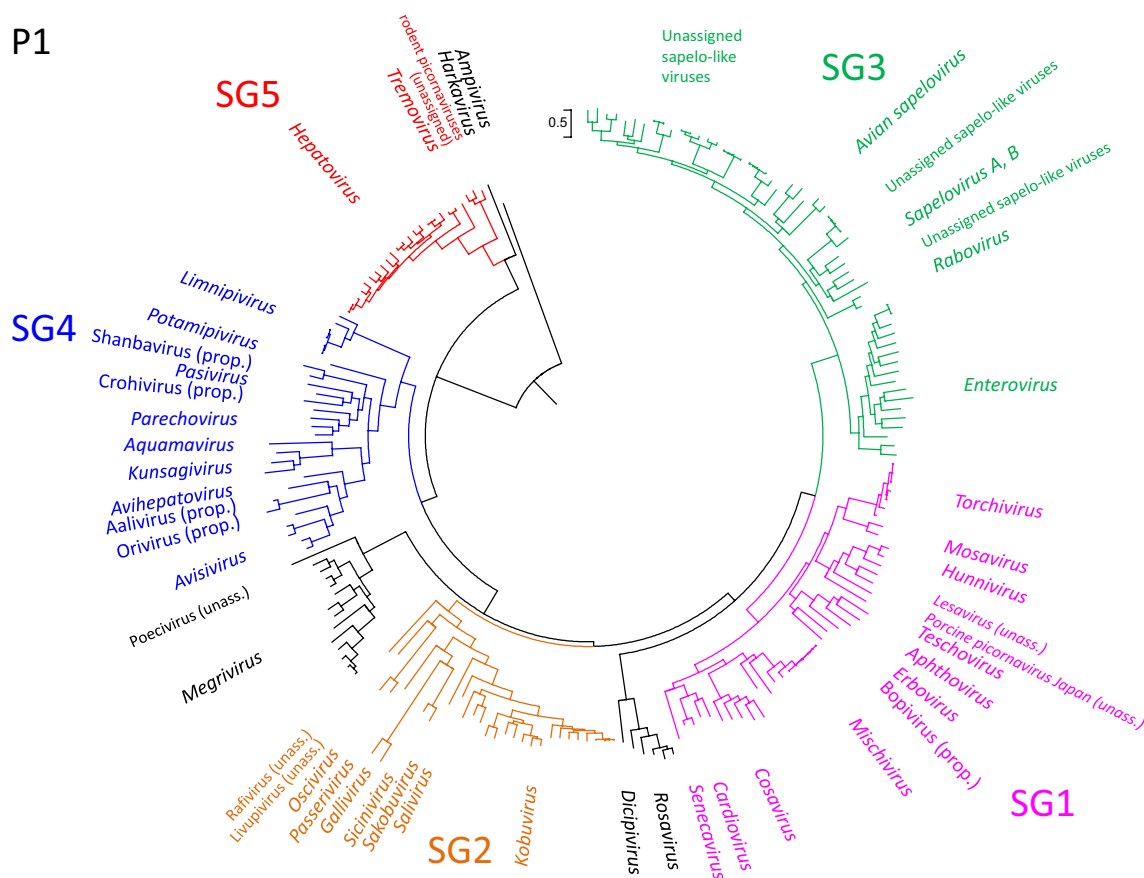 P1
SG5
rodent picornaviruses
(unassigned)
Tremovirus
Harkavirus
Ampivirus
Hepatovirus
0.5
Unassigned
sapelo-like
viruses
SG3
Avian sapelovirus
Unassigned sapelo-like viruses
Sapelovirus A, B
Unassigned sapelo-like viruses
Rabovirus
Enterovirus
SG4
Limnipivirus
Potamipivirus
Shanbavirus (prop.)
Pasivirus
Crohivirus (prop.)
Parechovirus
Aquamavirus
Kunsagivirus
Avihepatovirus
Aalivirus (prop.)
Orivirus (prop.)
Avisivirus
Poecivirus (unass.)
Megrivirus
Torchivirus
Mosavirus
Hunnivirus
Lesavirus (unass.)
Porcine picornavirus Japan (unass.)
Teschovirus
Aphthovirus
Erbovirus
Bopivirus (prop.)
Mischivirus
SG1
Cosavirus
Cardiovirus
Senecavirus
Rosavirus
Dicipivirus
Kobuvirus
SG2
Salivirus
Sakobuvirus
Sicinivirus
Gallivirus
Passerivirus
Oscivirus
Livupivirus (unass.)
Rafivirus (unass.)